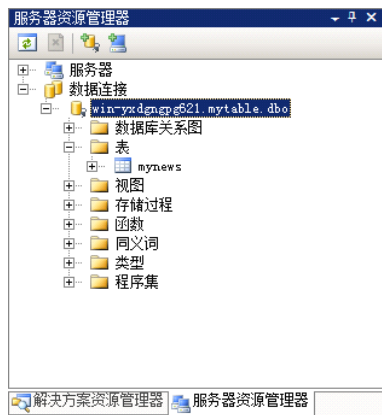 服务器资源管理器
服务器
数据连接
win-yxdgngpg621.mytable.dbo
数据库关系图
表
mynews
视图
存储过程
函数
同义词
类型
程序集
解决方案资源管理器 服务器资源管理器